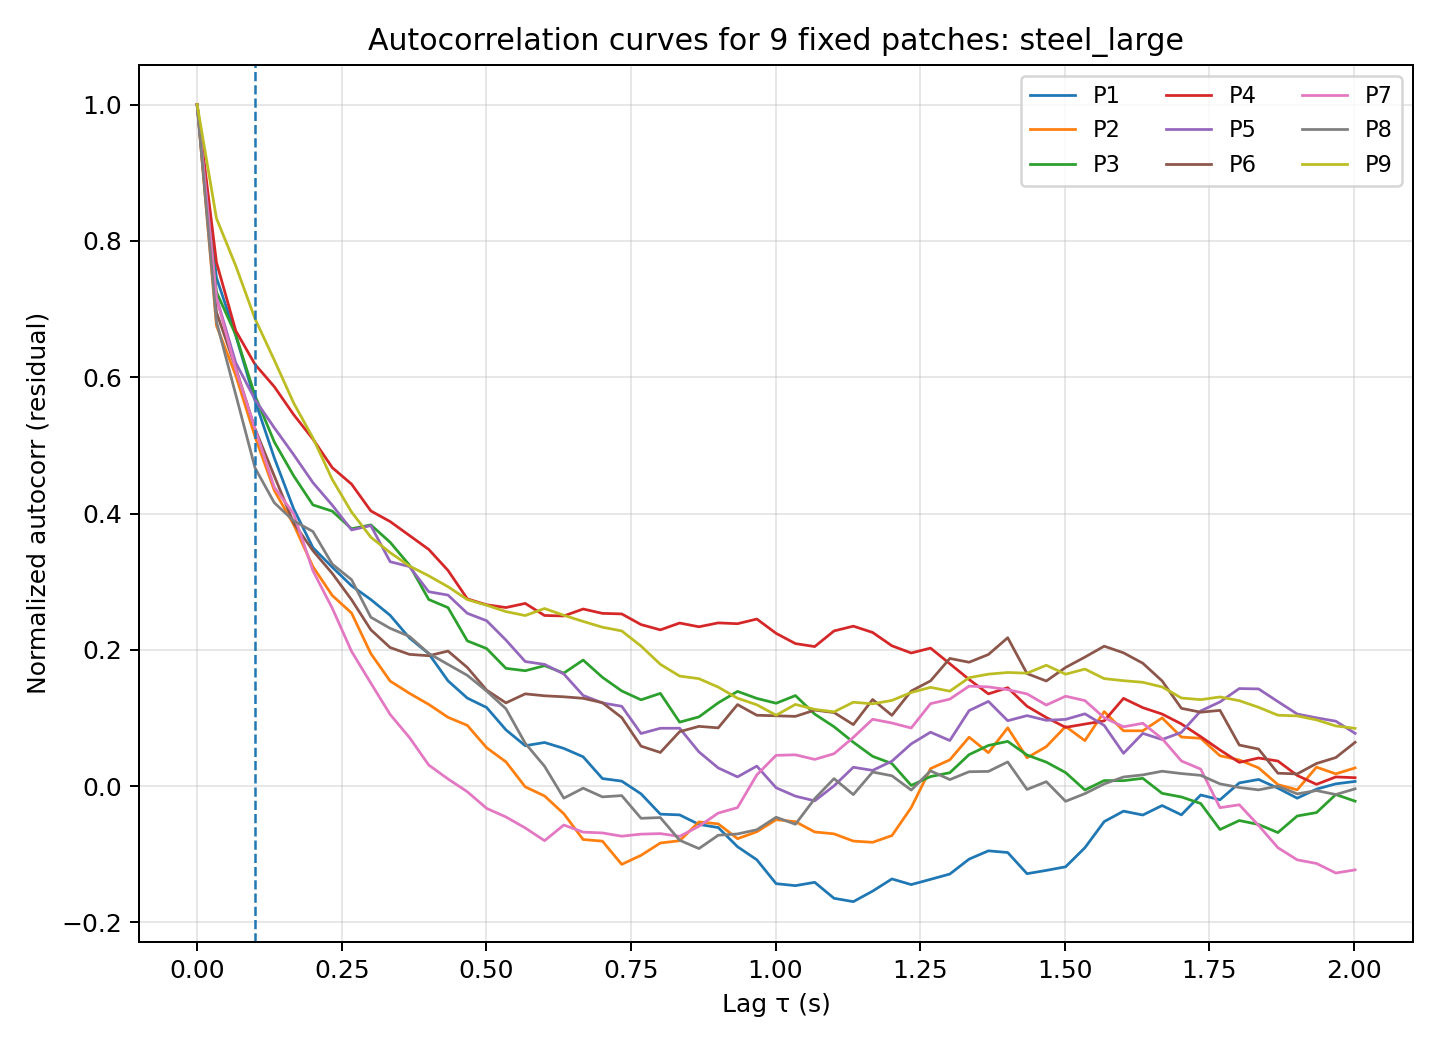 Autocorrelation curves for 9 fixed patches: steel_large
Normalized autocorr (residual)
1.0
0.8
0.6
0.4
0.2
0.0
−0.2
P1 P4 P7
P2 P5 P8
P3 P6 P9
0.00 0.25 0.50 0.75 1.00 1.25 1.50 1.75 2.00
Lag τ (s)